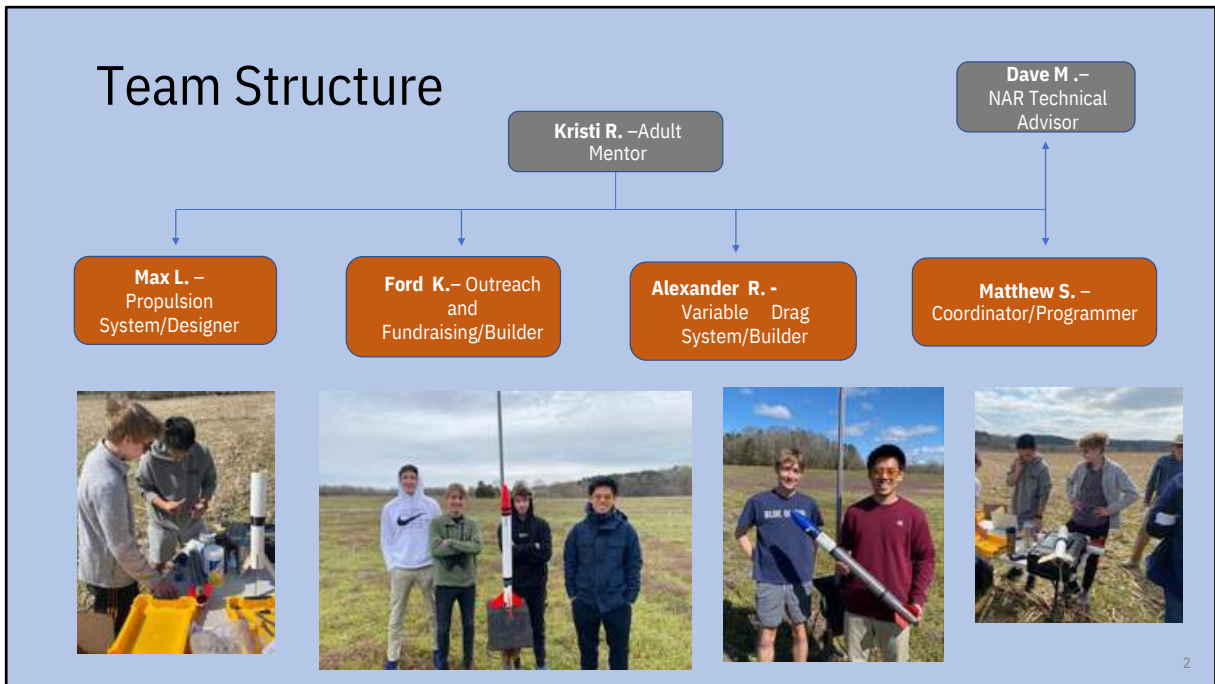 Team Structure
Dave M .–
NAR Technical
Advisor
Kristi R. –Adult
Mentor
Max L. –
Propulsion
System/Designer
Ford K.– Outreach
and
Fundraising/Builder
Alexander R. -
Variable Drag
System/Builder
Matthew S. –
Coordinator/Programmer
2